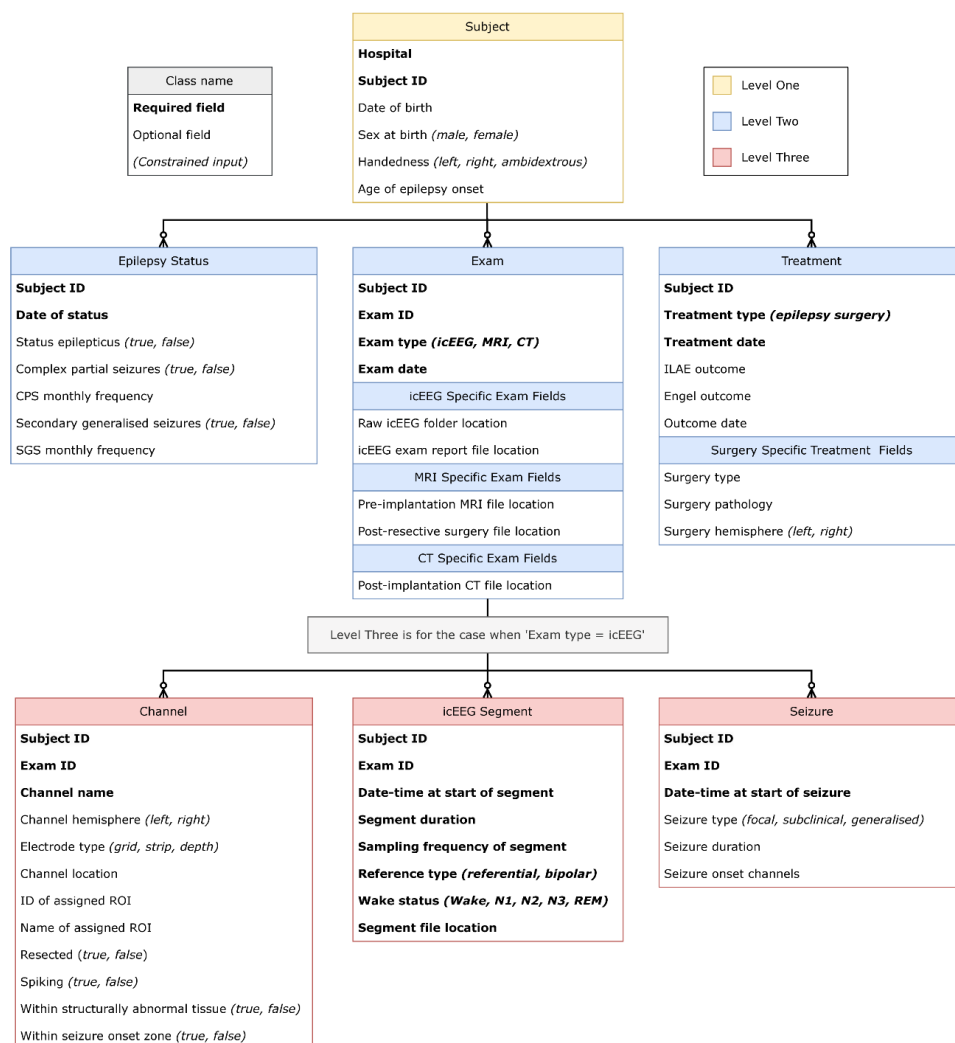 Subject
Hospital
Subject ID
Date of birth
Sex at birth (male, female)
Handedness (left, right, ambidextrous)
Age of epilepsy onset
Class name
Required field
Optional field
(Constrained input)
Level One
Level Two
Level Three
Epilepsy Status
Subject ID
Date of status
Status epilepticus (true, false)
Complex partial seizures (true, false)
CPS monthly frequency
Secondary generalised seizures (true, false)
SGS monthly frequency
Exam
Subject ID
Exam ID
Exam type (icEEG, MRI, CT)
Exam date
icEEG Specific Exam Fields
Raw icEEG folder location
icEEG exam report file location
MRI Specific Exam Fields
Pre-implantation MRI file location
Post-resective surgery file location
CT Specific Exam Fields
Post-implantation CT file location
Treatment
Subject ID
Treatment type (epilepsy surgery)
Treatment date
ILAE outcome
Engel outcome
Outcome date
Surgery Specific Treatment Fields
Surgery type
Surgery pathology
Surgery hemisphere (left, right)
Level Three is for the case when 'Exam type = icEEG'
Channel
Subject ID
Exam ID
Channel name
Channel hemisphere (left, right)
Electrode type (grid, strip, depth)
Channel location
ID of assigned ROI
Name of assigned ROI
Resected (true, false)
Spiking (true, false)
Within structurally abnormal tissue (true, false)
Within seizure onset zone (true, false)
icEEG Segment
Subject ID
Exam ID
Date-time at start of segment
Segment duration
Sampling frequency of segment
Reference type (referential, bipolar)
Wake status (Wake, N1, N2, N3, REM)
Segment file location
Seizure
Subject ID
Exam ID
Date-time at start of seizure
Seizure type (focal, subclinical, generalised)
Seizure duration
Seizure onset channels